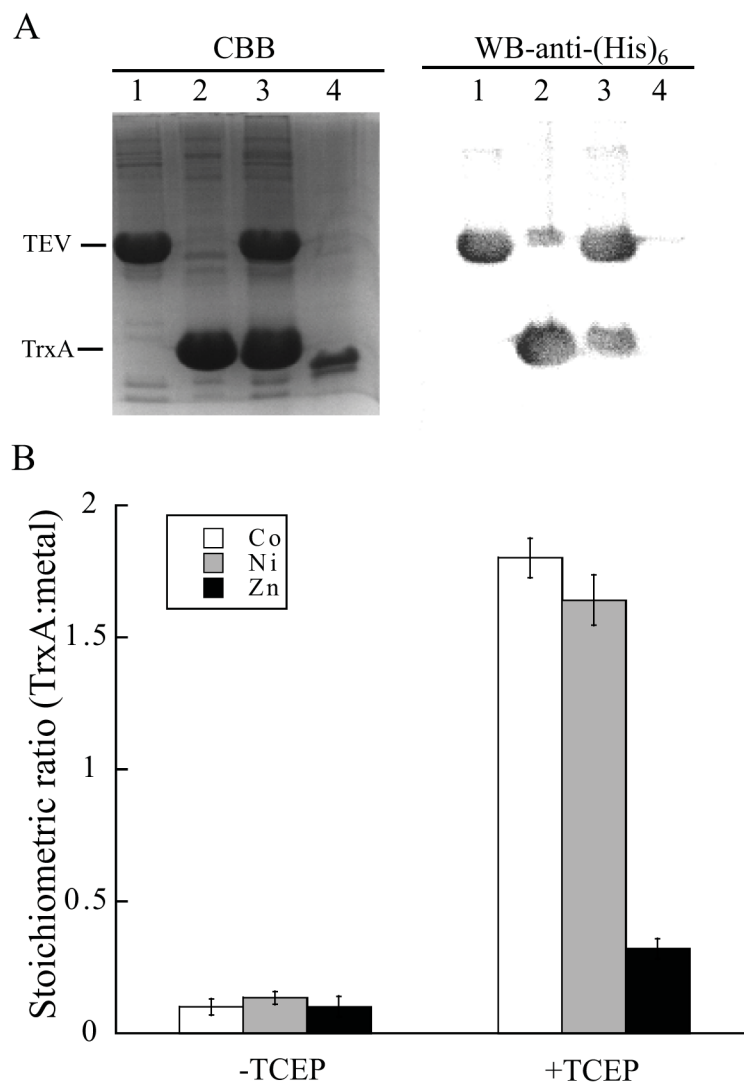 A
CBB
WB-anti-(His)6
1 2 3 4
1 2 3 4
TEV
TrxA
B
Stoichiometric ratio (TrxA:metal)
2
1.5
1
0.5
0
Co
Ni
Zn
-TCEP
+TCEP